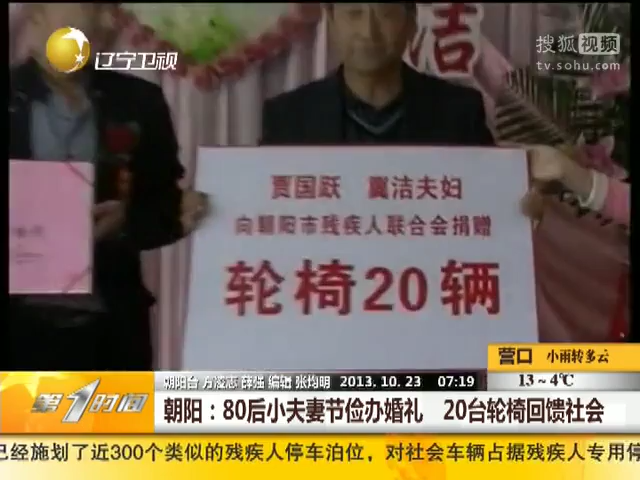 辽宁卫视
搜狐视频
tv.sohu.com
洁
贾国跃 冀洁夫妇
向朝阳市残疾人联合会捐赠
轮椅20辆
营口 小雨转多云
13~4℃
朝阳台 方凌志 薛强 编辑 张均明 2013.10.23 07:19
第1时间
朝阳：80后小夫妻节俭办婚礼 20台轮椅回馈社会
已经施划了近300个类似的残疾人停车泊位，对社会车辆占据残疾人专用停